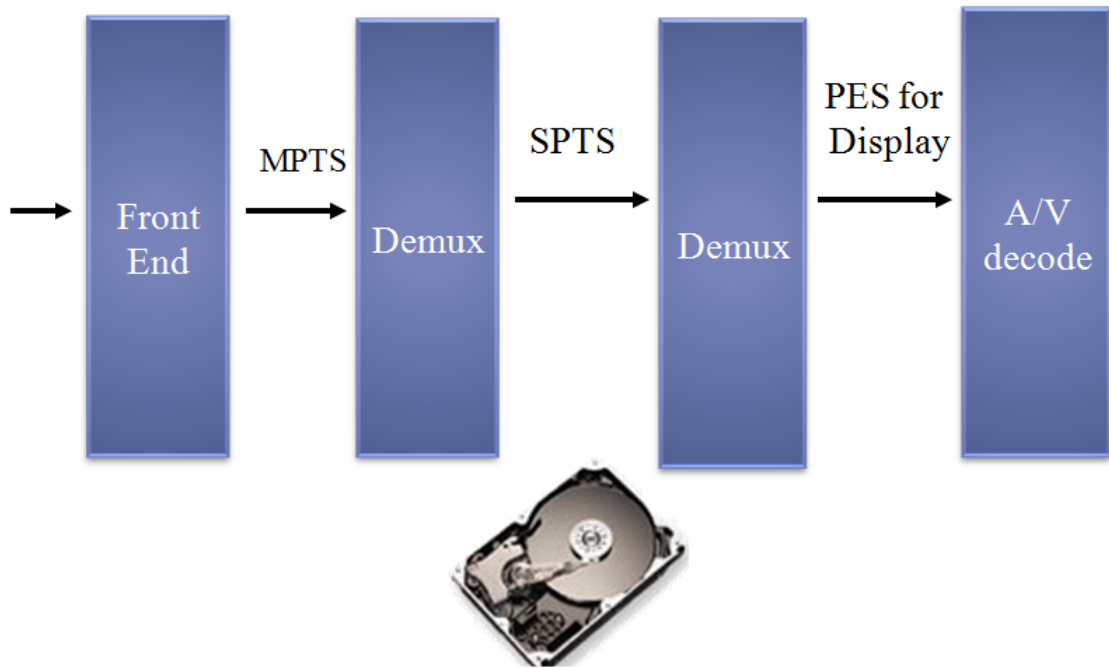 Front
End
MPTS
Demux
SPTS
Demux
PES for
Display
A/V
decode